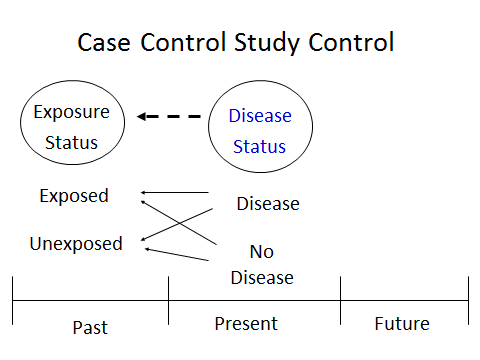 Case Control Study Control
Exposure
Status
Disease
Status
Exposed
Disease
Unexposed
No
Disease
Past
Present
Future